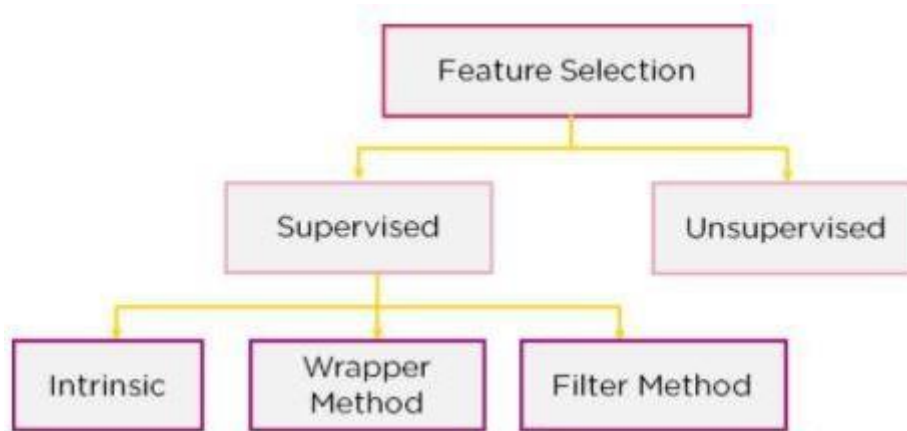 Feature Selection
Supervised
Unsupervised
Intrinsic
Wrapper
Method
Filter Method